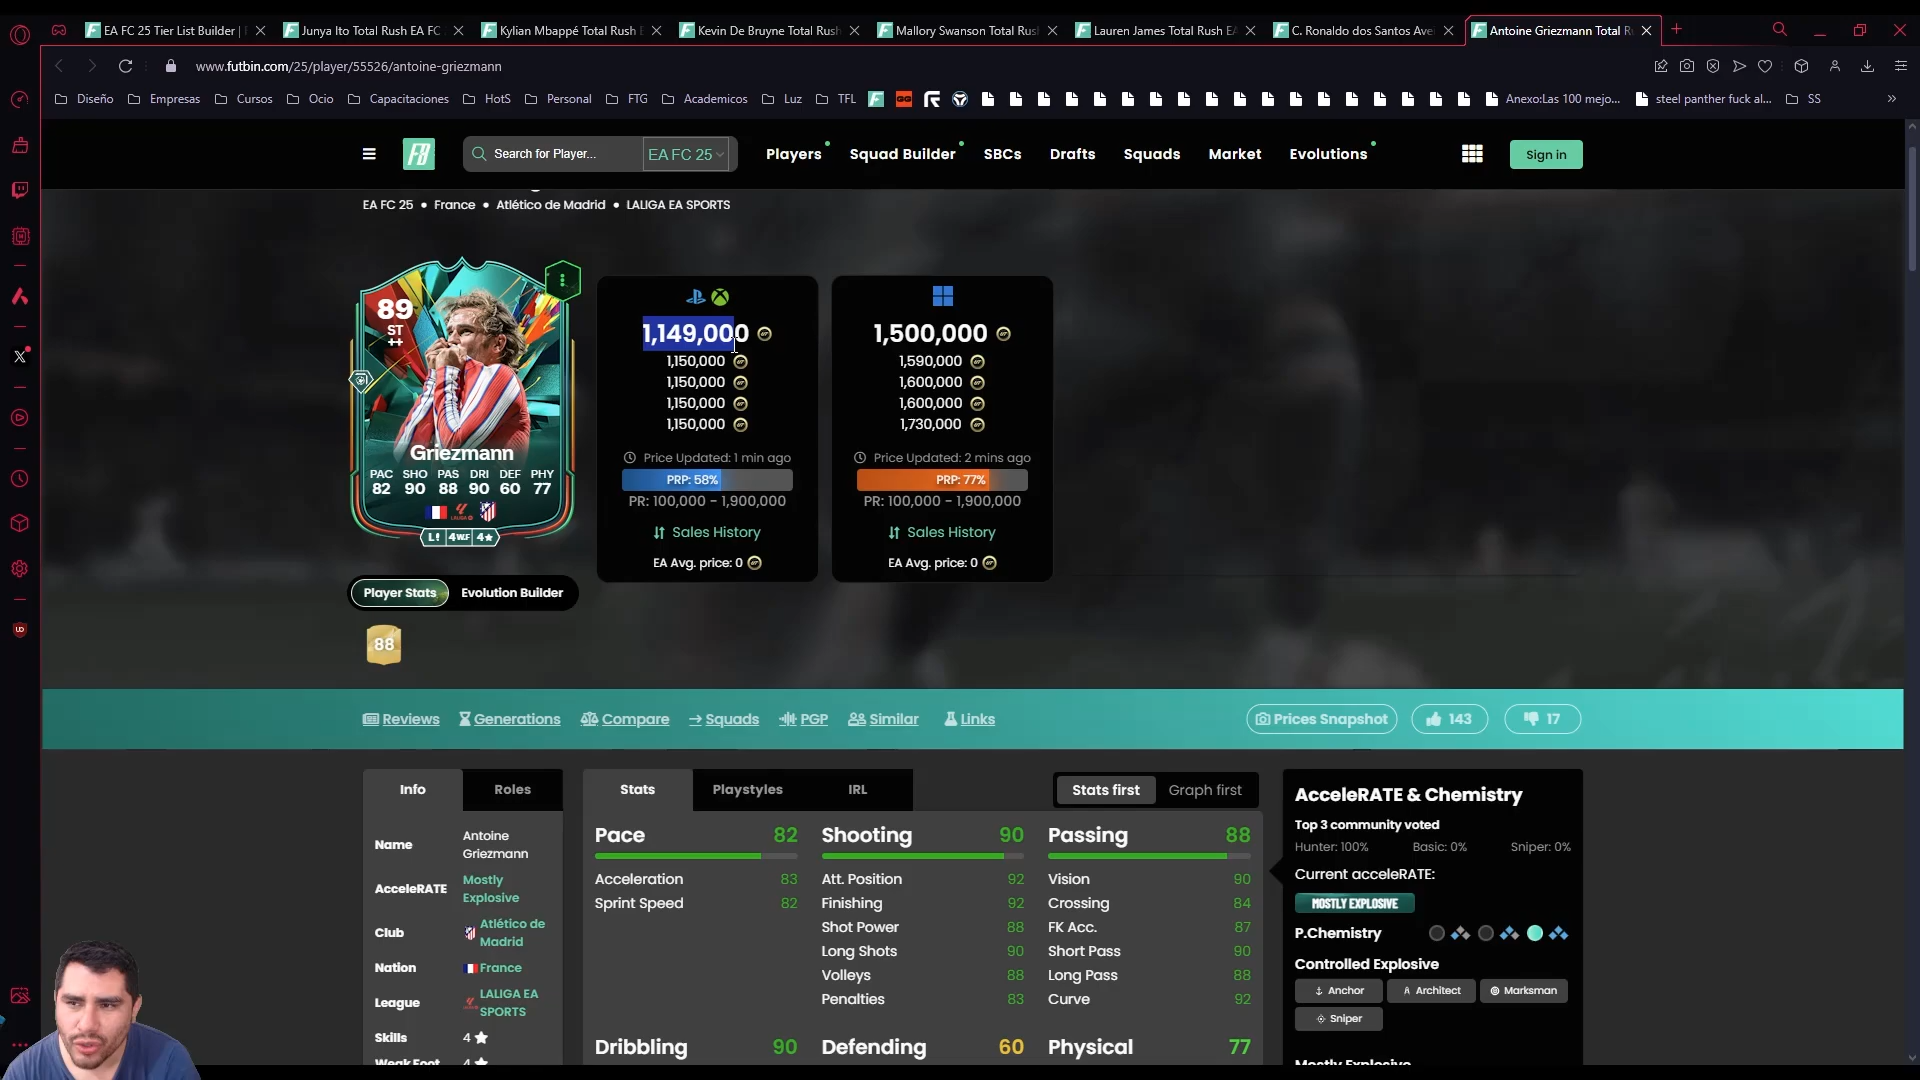 EA FC 25 Tier List Builder |
Junya Ito Total Rush EA FC
Kylian Mbappé Total Rush E
Kevin De Bruyne Total Rush
Mallory Swanson Total Rus
Lauren James Total Rush EA
C. Ronaldo dos Santos Ave
Antoine Griezmann Total R
www.futbin.com/25/player/55526/antoine-griezmann
Diseño
Empresas
Cursos
Ocio
Capacitaciones
HotS
Personal
FTG
Academicos
Luz
TFL
Anexo:Las 100 mejo...
steel panther fuck al...
SS
Search for Player...
EA FC 25
Players
Squad Builder
SBCs
Drafts
Squads
Market
Evolutions
Sign in
EA FC 25 • France • Atlético de Madrid • LALIGA EA SPORTS
89
ST
++
Griezmann
PAC SHO PAS DRI DEF PHY
82 90 88 90 60 77
4WF 4★
1,149,000
1,150,000
1,150,000
1,150,000
1,150,000
Price Updated: 1 min ago
PRP: 58%
PR: 100,000 - 1,900,000
Sales History
EA Avg. price: 0
1,500,000
1,590,000
1,600,000
1,600,000
1,730,000
Price Updated: 2 mins ago
PRP: 77%
PR: 100,000 - 1,900,000
Sales History
EA Avg. price: 0
Player Stats
Evolution Builder
88
Reviews
Generations
Compare
Squads
PGP
Similar
Links
Prices Snapshot
143
17
Info
Roles
Name
Antoine
Griezmann
AcceleRATE
Mostly
Explosive
Club
Atlético de
Madrid
Nation
France
League
LALIGA EA
SPORTS
Skills
4
Weak Foot
4
Stats
Playstyles
IRL
Stats first
Graph first
Pace 82
Acceleration 83
Sprint Speed 82
Shooting 90
Att. Position 92
Finishing 92
Shot Power 88
Long Shots 90
Volleys 88
Penalties 83
Passing 88
Vision 90
Crossing 84
FK Acc. 87
Short Pass 90
Long Pass 88
Curve 92
Dribbling 90
Defending 60
Physical 77
AcceleRATE & Chemistry
Top 3 community voted
Hunter: 100%
Basic: 0%
Sniper: 0%
Current acceleRATE:
MOSTLY EXPLOSIVE
P.Chemistry
Controlled Explosive
Anchor
Architect
Marksman
Sniper
Mostly Explosive